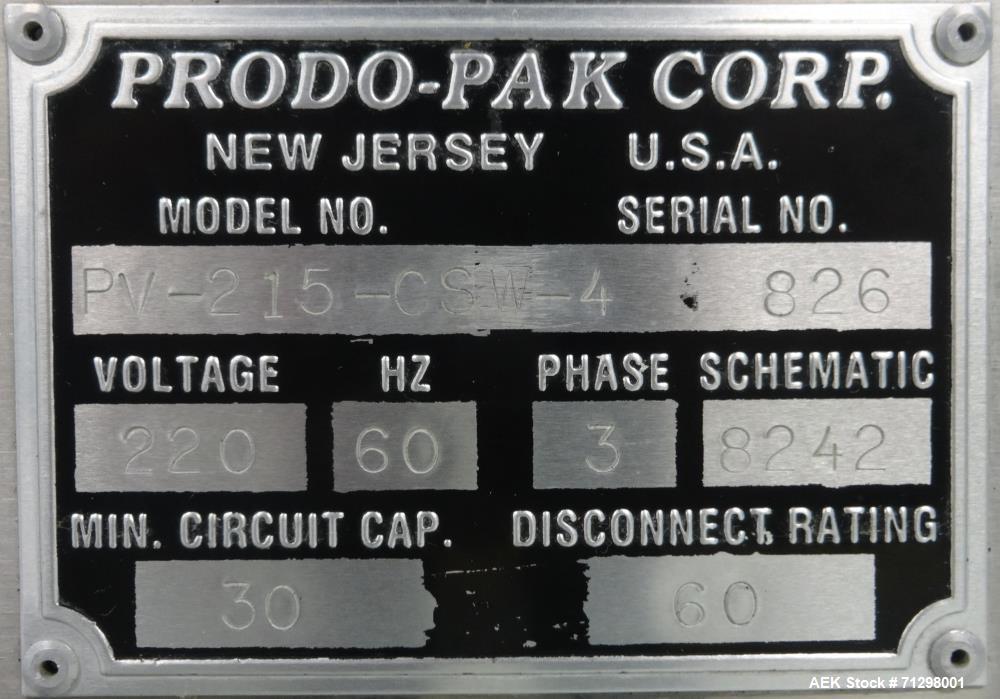 PRODO-PAK CORP.
NEW JERSEY U.S.A.
MODEL NO. SERIAL NO.
PV-215-CSW-4 826
VOLTAGE HZ PHASE SCHEMATIC
220 60 3 8242
MIN. CIRCUIT CAP. DISCONNECT RATING
30 60
AEK Stock # 71298001